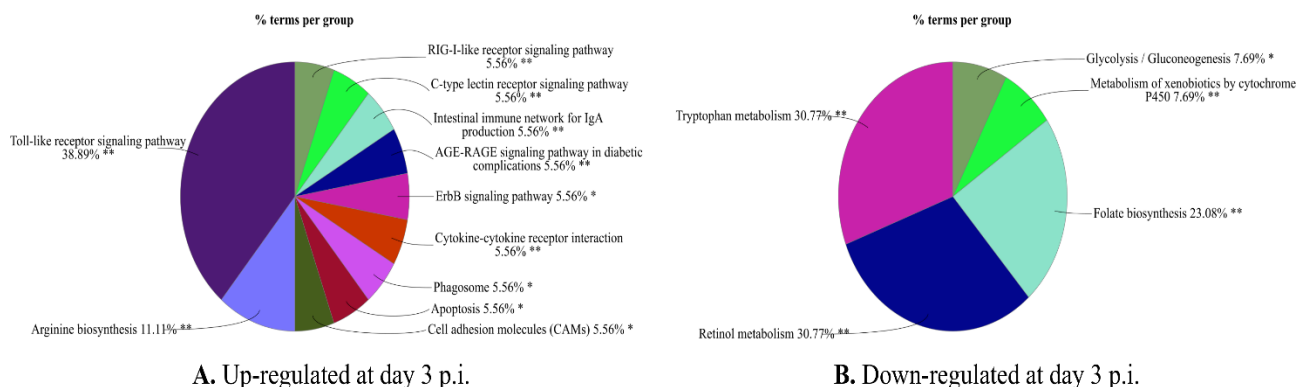 % terms per group
RIG-I-like receptor signaling pathway
5.56% **
C-type lectin receptor signaling pathway
5.56% **
Intestinal immune network for IgA
production 5.56% **
AGE-RAGE signaling pathway in diabetic
complications 5.56% **
ErbB signaling pathway 5.56% *
Cytokine-cytokine receptor interaction
5.56% **
Phagosome 5.56% *
Apoptosis 5.56% *
Cell adhesion molecules (CAMs) 5.56% *
Arginine biosynthesis 11.11% **
Toll-like receptor signaling pathway
38.89% **
A. Up-regulated at day 3 p.i.
% terms per group
Glycolysis / Gluconeogenesis 7.69% *
Metabolism of xenobiotics by cytochrome
P450 7.69% **
Folate biosynthesis 23.08% **
Retinol metabolism 30.77% **
Tryptophan metabolism 30.77% **
B. Down-regulated at day 3 p.i.